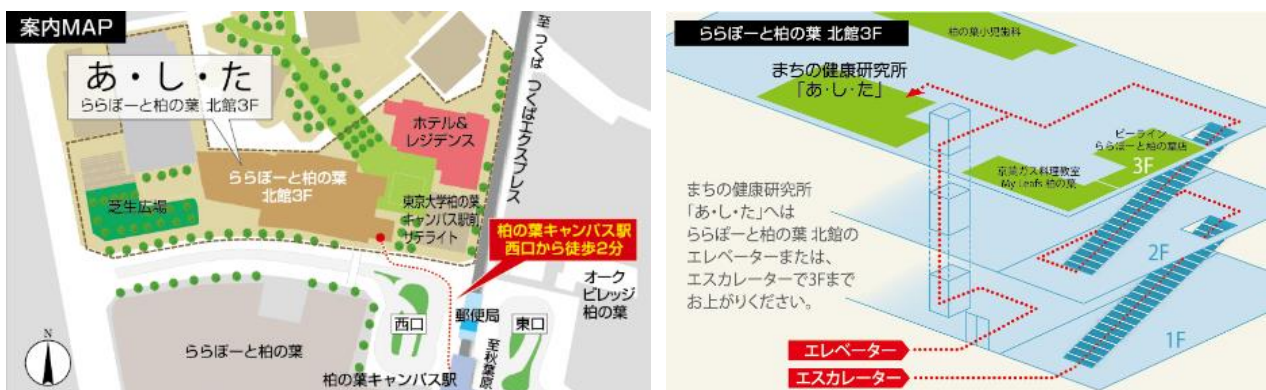 案内MAP
あ・し・た
ららぽーと柏の葉 北館3F
ホテル&
レジデンス
ららぽーと柏の葉
北館3F
芝生広場
東京大学柏の葉
キャンパス駅前
サテライト
至 つくば つくばエクスプレス
柏の葉キャンパス駅
西口から徒歩2分
オーク
ビレッジ
柏の葉
西口
郵便局
東口
至秋葉原
ららぽーと柏の葉
柏の葉キャンパス駅
N
ららぽーと柏の葉 北館3F
柏の葉小児歯科
まちの健康研究所
「あ・し・た」
ビーライン
ららぽーと柏の葉店
3F
京葉ガス料理教室
My Leafs 柏の葉
まちの健康研究所
「あ・し・た」へは
ららぽーと柏の葉 北館の
エレベーターまたは、
エスカレーターで3Fまで
お上がりください。
2F
1F
エレベーター
エスカレーター